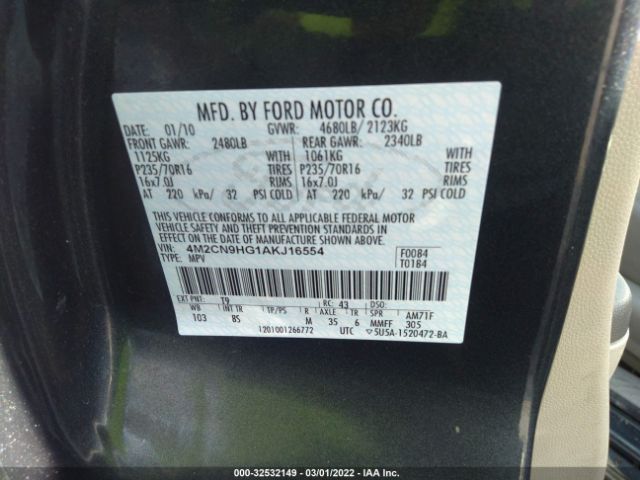 MFD. BY FORD MOTOR CO.
DATE: 01/10 GVWR: 4680LB/ 2123KG
FRONT GAWR: 2480LB REAR GAWR: 2340LB
1125KG WITH 1061KG WITH
P235/70R16 TIRES P235/70R16 TIRES
16x7.0J RIMS 16x7.0J RIMS
AT 220 kPa/ 32 PSI COLD AT 220 kPa/ 32 PSI COLD
THIS VEHICLE CONFORMS TO ALL APPLICABLE FEDERAL MOTOR
VEHICLE SAFETY AND THEFT PREVENTION STANDARDS IN
EFFECT ON THE DATE OF MANUFACTURE SHOWN ABOVE.
VIN: 4M2CN9HG1AKJ16554 F0084
TYPE: MPV T0184
EXT PNT: T9 RC: 43 DSO:
WB INT TR TP/PS R AXLE TR SPR AM71F
103 BS M 35 6 MMFF 305
1201001266772 UTC 5U5A-1520472-BA
000-32532149 - 03/01/2022 - IAA Inc.